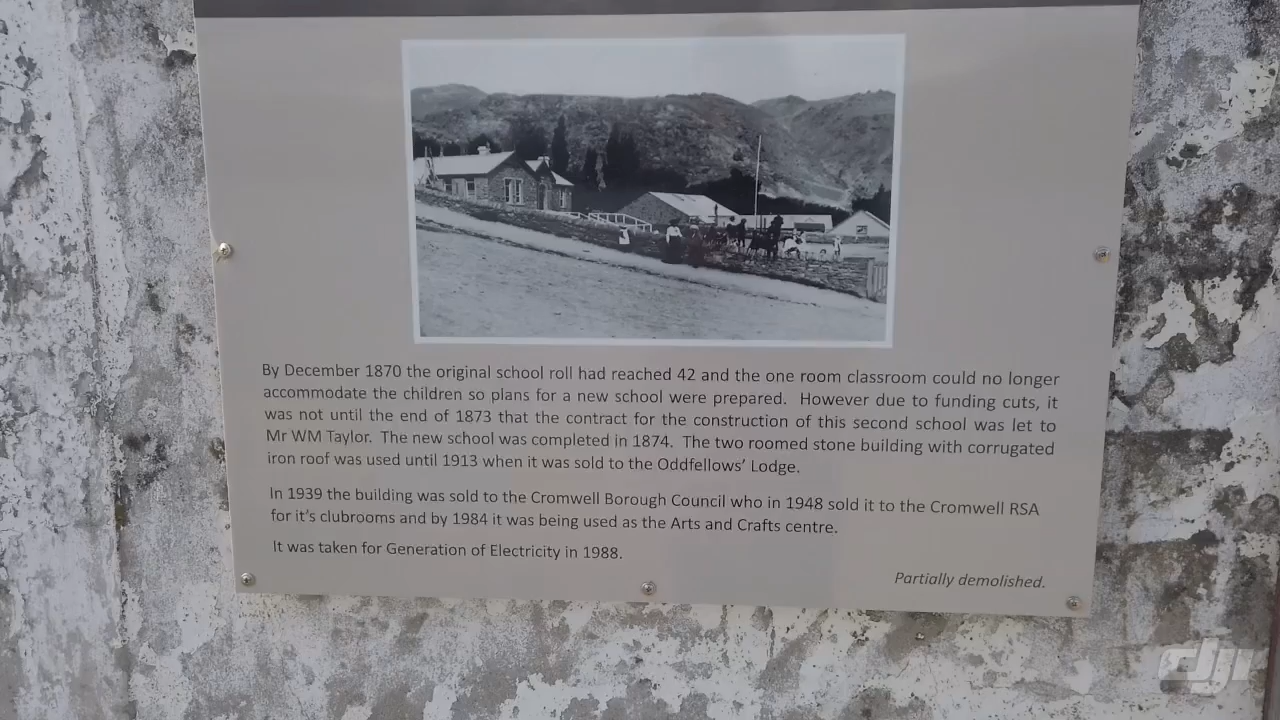 By December 1870 the original school roll had reached 42 and the one room classroom could no longer
accommodate the children so plans for a new school were prepared. However due to funding cuts, it
was not until the end of 1873 that the contract for the construction of this second school was let to
Mr WM Taylor. The new school was completed in 1874. The two roomed stone building with corrugated
iron roof was used until 1913 when it was sold to the Oddfellows' Lodge.
In 1939 the building was sold to the Cromwell Borough Council who in 1948 sold it to the Cromwell RSA
for it's clubrooms and by 1984 it was being used as the Arts and Crafts centre.
It was taken for Generation of Electricity in 1988.
Partially demolished.
dji